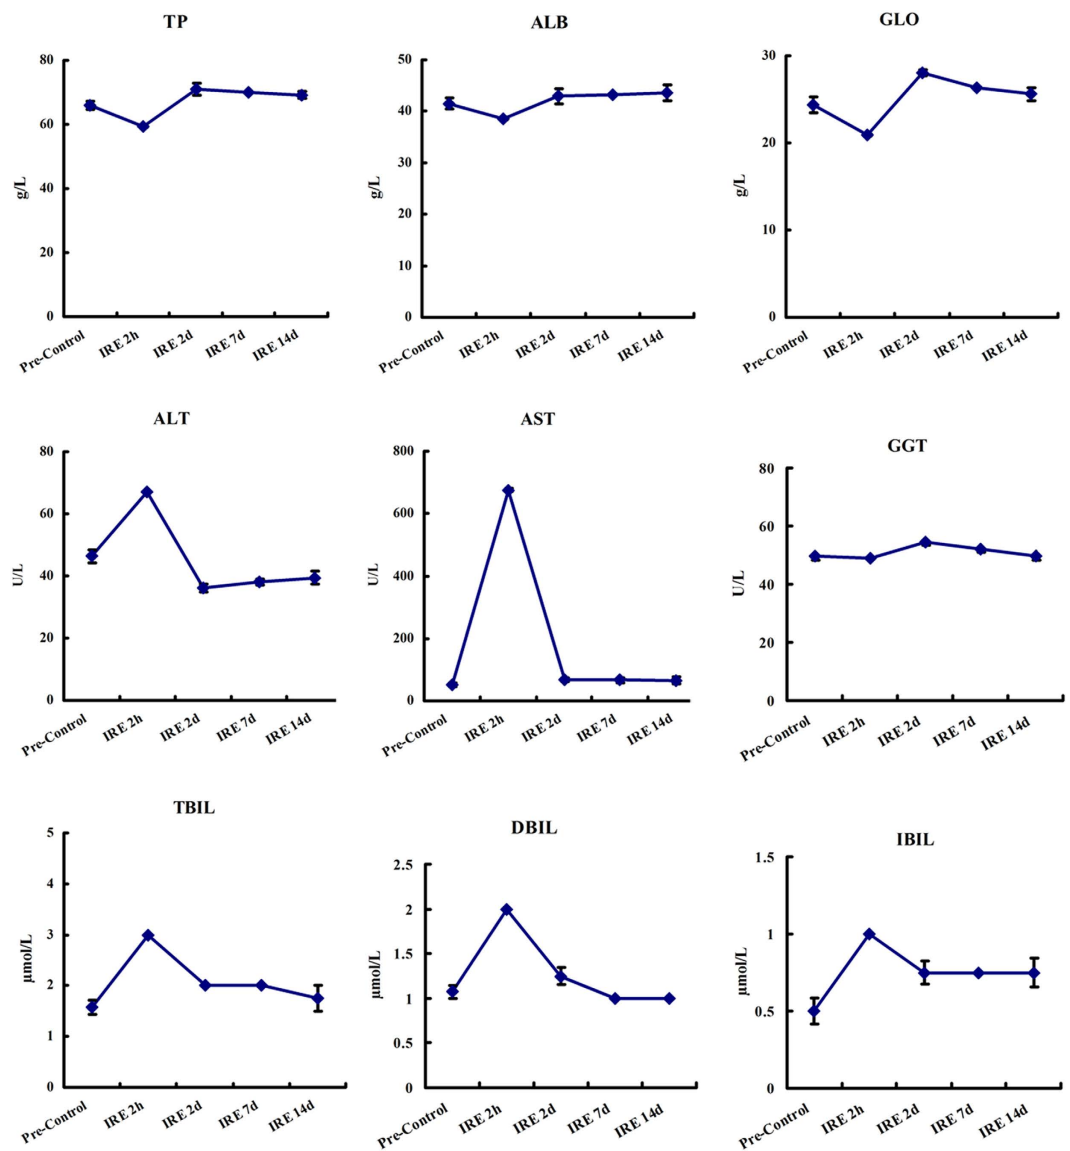 TP
80
60
40
20
0
g/L
Pre-Control
IRE 2h
IRE 2d
IRE 7d
IRE 14d
ALB
50
40
30
20
10
0
g/L
Pre-Control
IRE 2h
IRE 2d
IRE 7d
IRE 14d
GLO
30
20
10
0
g/L
Pre-Control
IRE 2h
IRE 2d
IRE 7d
IRE 14d
ALT
80
60
40
20
0
U/L
Pre-Control
IRE 2h
IRE 2d
IRE 7d
IRE 14d
AST
800
600
400
200
0
U/L
Pre-Control
IRE 2h
IRE 2d
IRE 7d
IRE 14d
GGT
80
60
40
20
0
U/L
Pre-Control
IRE 2h
IRE 2d
IRE 7d
IRE 14d
TBIL
5
4
3
2
1
0
μmol/L
Pre-Control
IRE 2h
IRE 2d
IRE 7d
IRE 14d
DBIL
2.5
2
1.5
1
0.5
0
μmol/L
Pre-Control
IRE 2h
IRE 2d
IRE 7d
IRE 14d
IBIL
1.5
1
0.5
0
μmol/L
Pre-Control
IRE 2h
IRE 2d
IRE 7d
IRE 14d